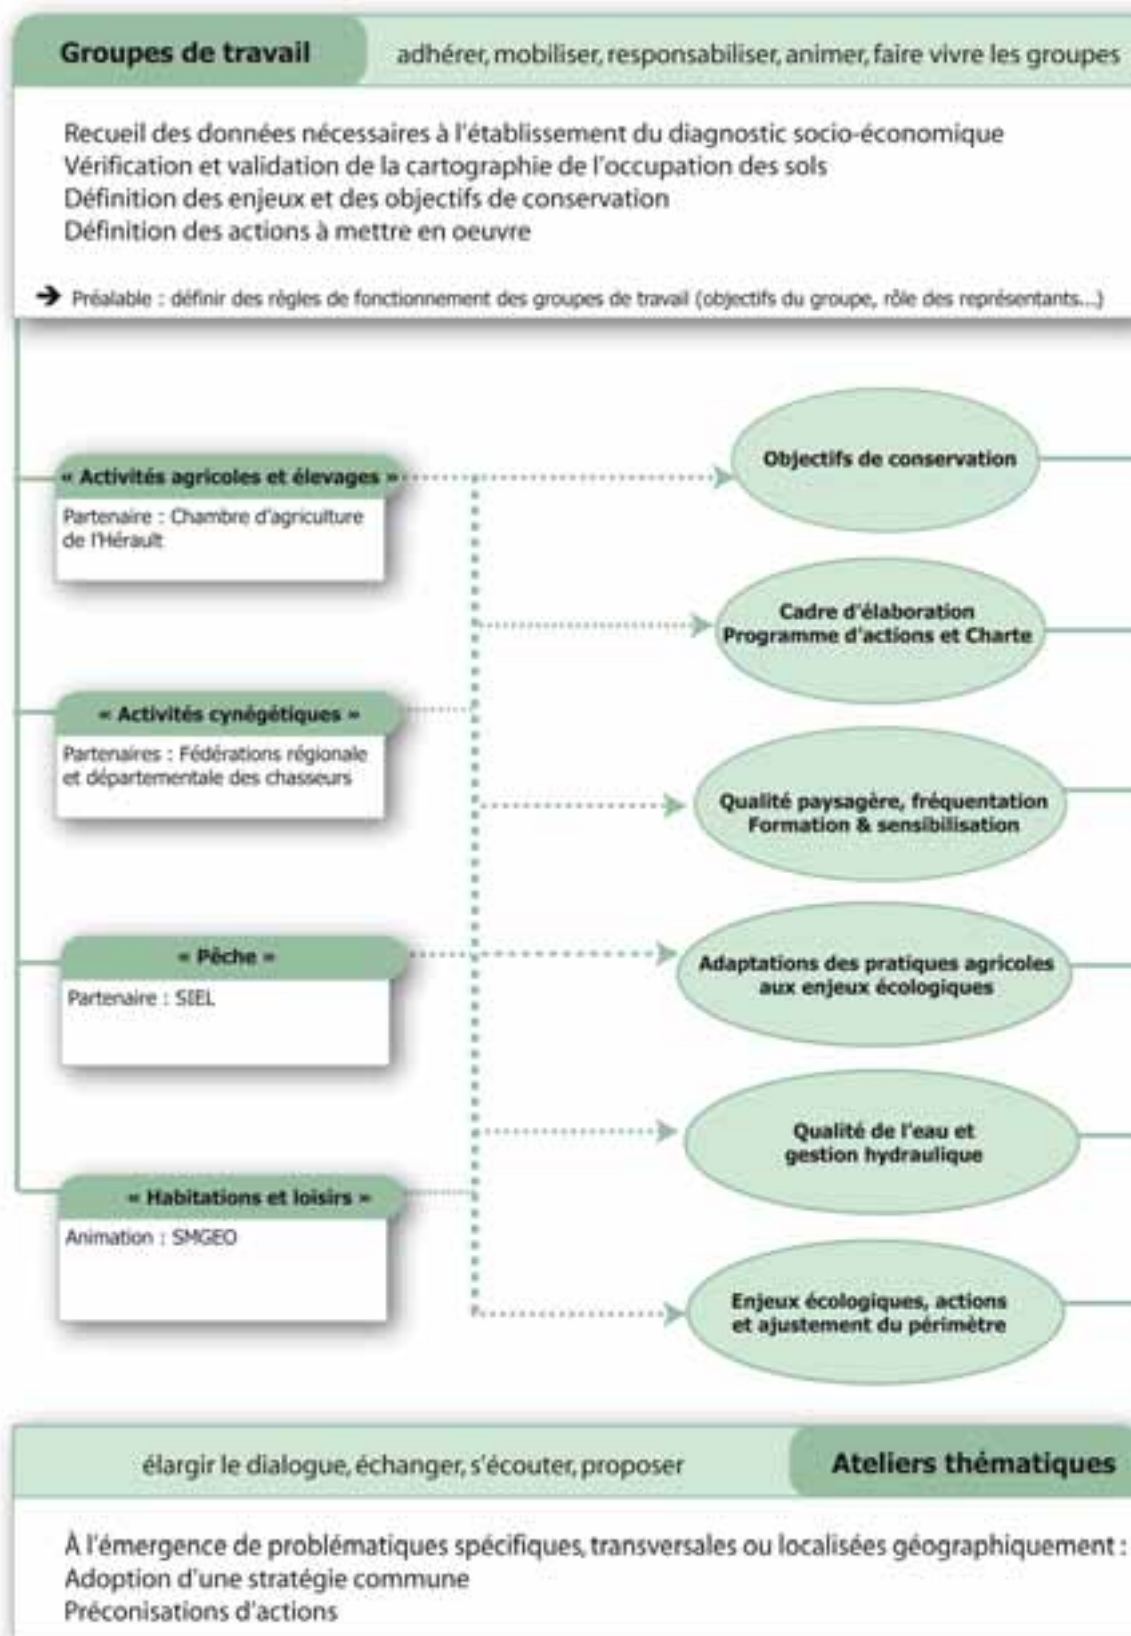 Groupes de travail
adhérer, mobiliser, responsabiliser, animer, faire vivre les groupes
Recueil des données nécessaires à l'établissement du diagnostic socio-économique
Vérification et validation de la cartographie de l'occupation des sols
Définition des enjeux et des objectifs de conservation
Définition des actions à mettre en oeuvre
➔ Préalable : définir des règles de fonctionnement des groupes de travail (objectifs du groupe, rôle des représentants...)
« Activités agricoles et élevages »
Partenaire : Chambre d'agriculture
de l'Hérault
« Activités cynégétiques »
Partenaires : Fédérations régionale
et départementale des chasseurs
« Pêche »
Partenaire : SIEL
« Habitations et loisirs »
Animation : SMGEO
Objectifs de conservation
Cadre d'élaboration
Programme d'actions et Charte
Qualité paysagère, fréquentation
Formation & sensibilisation
Adaptations des pratiques agricoles
aux enjeux écologiques
Qualité de l'eau et
gestion hydraulique
Enjeux écologiques, actions
et ajustement du périmètre
élargir le dialogue, échanger, s'écouter, proposer
Ateliers thématiques
À l'émergence de problématiques spécifiques, transversales ou localisées géographiquement :
Adoption d'une stratégie commune
Préconisations d'actions